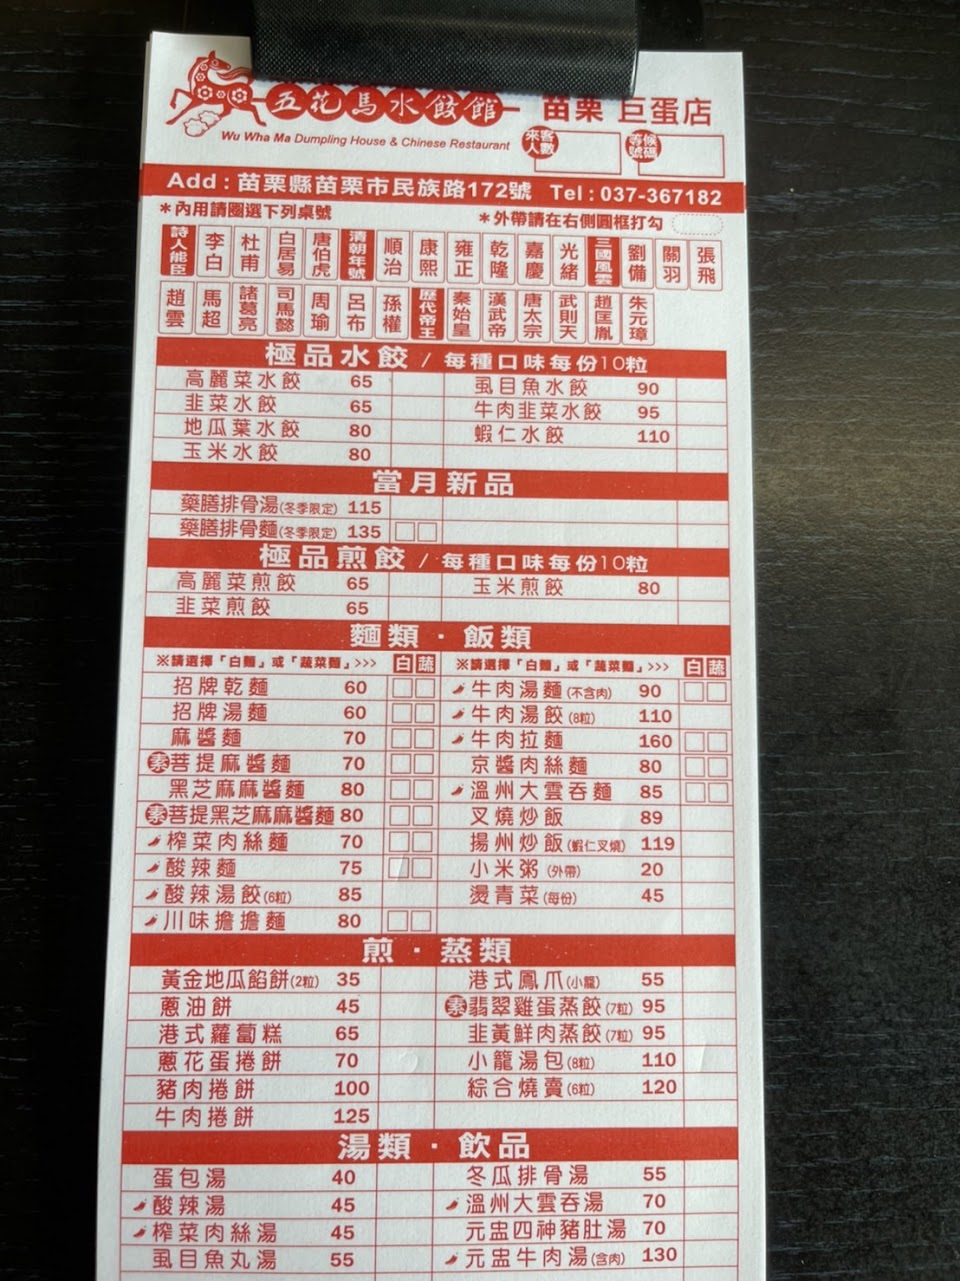 五花馬水餃館 苗栗 巨蛋店
Wu Wha Ma Dumpling House & Chinese Restaurant 來客人數 等候號碼
Add : 苗栗縣苗栗市民族路172號 Tel : 037-367182
*內用請圈選下列桌號 *外帶請在右側圓框打勾
詩人能臣 李白 杜甫 白居易 唐伯虎 清朝年號 順治 康熙 雍正 乾隆 嘉慶 光緒 三國風雲 劉備 關羽 張飛
趙雲 馬超 諸葛亮 司馬懿 周瑜 呂布 孫權 歷代帝王 秦始皇 漢武帝 唐太宗 武則天 趙匡胤 朱元璋
極品水餃 / 每種口味每份10粒
高麗菜水餃 65 虱目魚水餃 90
韭菜水餃 65 牛肉韭菜水餃 95
地瓜葉水餃 80 蝦仁水餃 110
玉米水餃 80
當月新品
藥膳排骨湯(冬季限定) 115
藥膳排骨麵(冬季限定) 135
極品煎餃 / 每種口味每份10粒
高麗菜煎餃 65 玉米煎餃 80
韭菜煎餃 65
麵類 · 飯類
※請選擇「白麵」或「蔬菜麵」>>> 白 蔬 ※請選擇「白麵」或「蔬菜麵」>>> 白 蔬
招牌乾麵 60 牛肉湯麵(不含肉) 90
招牌湯麵 60 牛肉湯餃(8粒) 110
麻醬麵 70 牛肉拉麵 160
素菩提麻醬麵 70 京醬肉絲麵 80
黑芝麻麻醬麵 80 溫州大雲吞麵 85
素菩提黑芝麻麻醬麵 80 叉燒炒飯 89
榨菜肉絲麵 70 揚州炒飯(蝦仁叉燒) 119
酸辣麵 75 小米粥(外帶) 20
酸辣湯餃(6粒) 85 燙青菜(每份) 45
川味擔擔麵 80
煎 · 蒸類
黃金地瓜餡餅(2粒) 35 港式鳳爪(小籠) 55
蔥油餅 45 素翡翠雞蛋蒸餃(7粒) 95
港式蘿蔔糕 65 韭黃鮮肉蒸餃(7粒) 95
蔥花蛋捲餅 70 小籠湯包(8粒) 110
豬肉捲餅 100 綜合燒賣(6粒) 120
牛肉捲餅 125
湯類 · 飲品
蛋包湯 40 冬瓜排骨湯 55
酸辣湯 45 溫州大雲吞湯 70
榨菜肉絲湯 45 元盅四神豬肚湯 70
虱目魚丸湯 55 元盅牛肉湯(含肉) 130